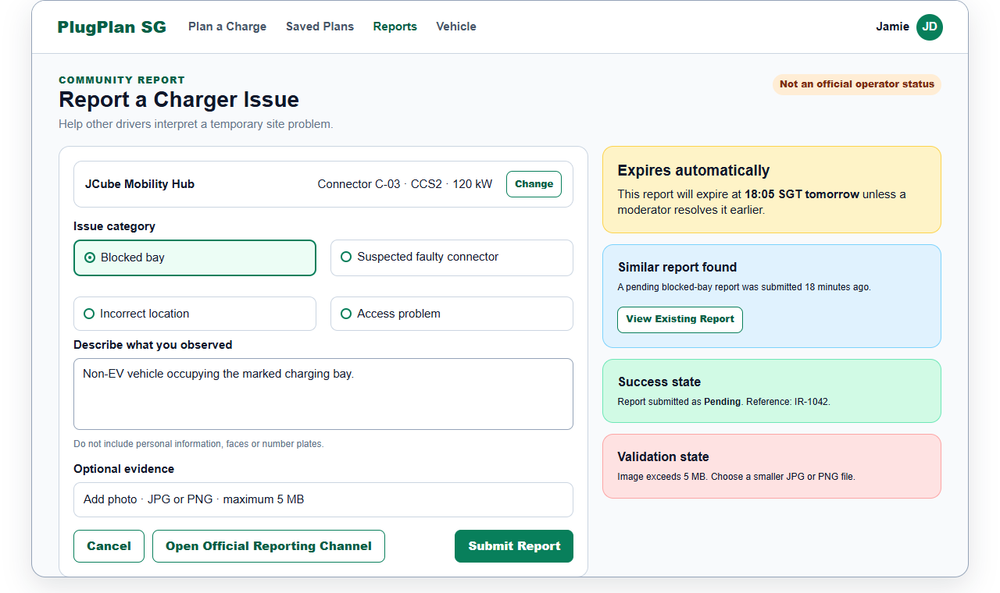 PlugPlan SG
Plan a Charge
Saved Plans
Reports
Vehicle
Jamie
JD
COMMUNITY REPORT
Report a Charger Issue
Help other drivers interpret a temporary site problem.
Not an official operator status
JCube Mobility Hub
Connector C-03 · CCS2 · 120 kW
Change
Issue category
Blocked bay
Suspected faulty connector
Incorrect location
Access problem
Describe what you observed
Non-EV vehicle occupying the marked charging bay.
Do not include personal information, faces or number plates.
Optional evidence
Add photo · JPG or PNG · maximum 5 MB
Cancel
Open Official Reporting Channel
Submit Report
Expires automatically
This report will expire at 18:05 SGT tomorrow unless a
moderator resolves it earlier.
Similar report found
A pending blocked-bay report was submitted 18 minutes ago.
View Existing Report
Success state
Report submitted as Pending. Reference: IR-1042.
Validation state
Image exceeds 5 MB. Choose a smaller JPG or PNG file.